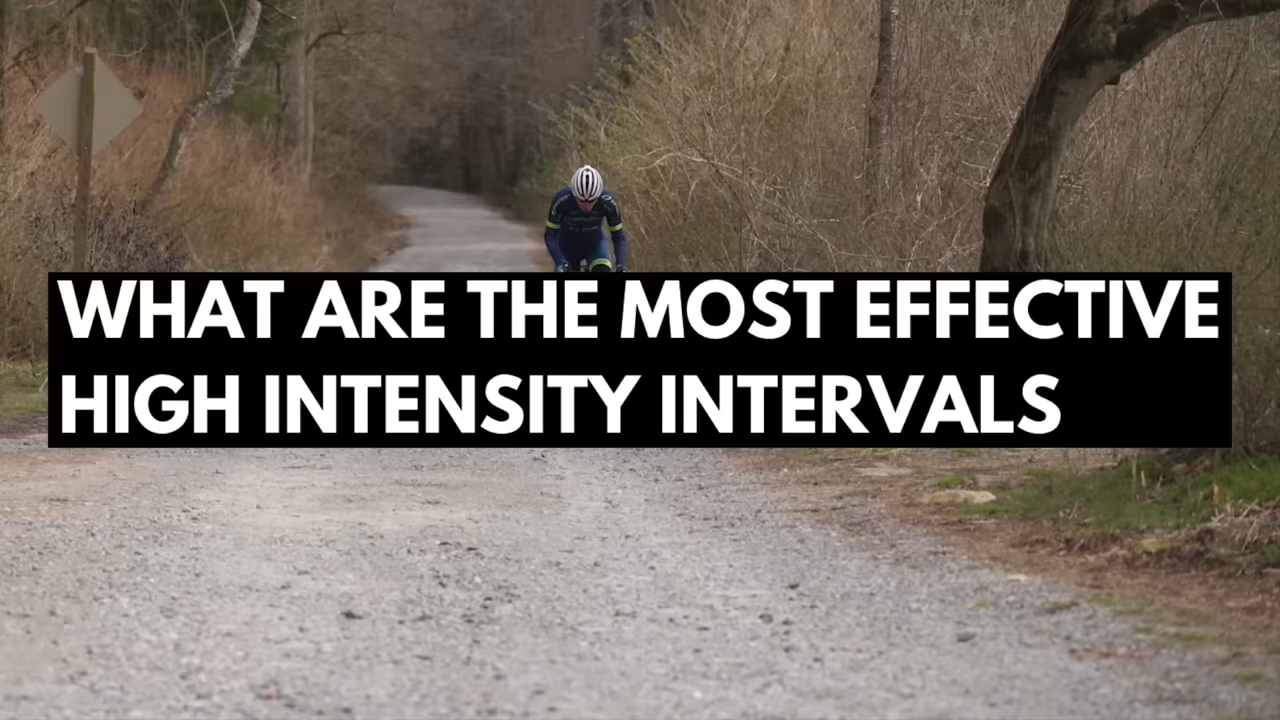 WHAT ARE THE MOST EFFECTIVE
HIGH INTENSITY INTERVALS